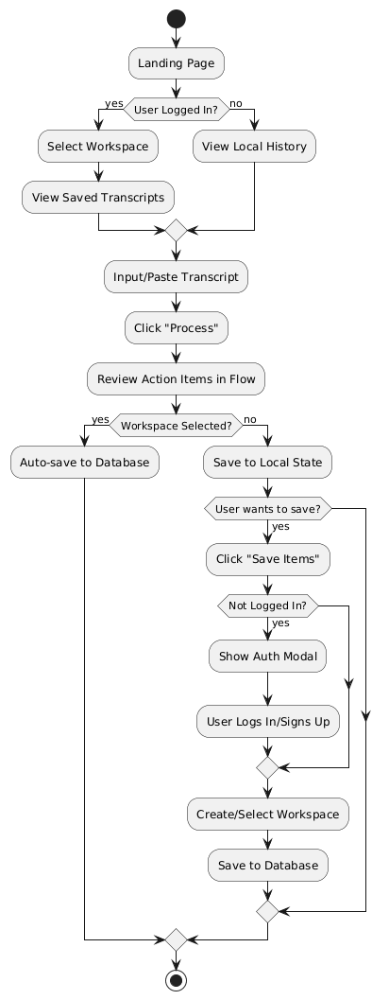 Landing Page
yes
User Logged In?
no
Select Workspace
View Local History
View Saved Transcripts
Input/Paste Transcript
Click "Process"
Review Action Items in Flow
yes
Workspace Selected?
no
Auto-save to Database
Save to Local State
User wants to save?
yes
Click "Save Items"
Not Logged In?
yes
Show Auth Modal
User Logs In/Signs Up
Create/Select Workspace
Save to Database